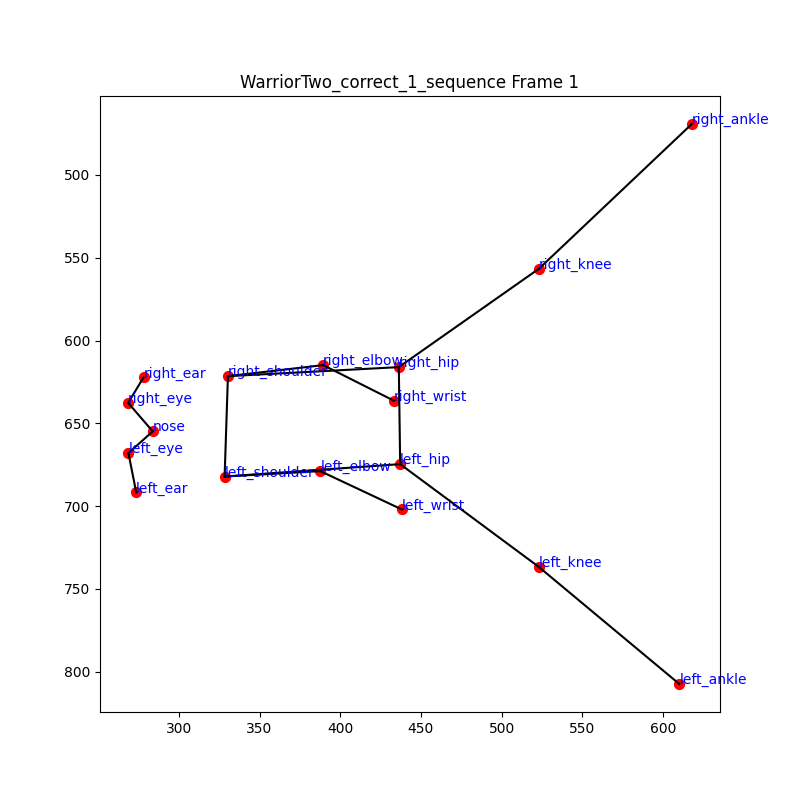 WarriorTwo_correct_1_sequence Frame 1
right_ankle
500
550
right_knee
600
right_elbow
right_hip
right_shoulder
right_ear
right_eye
right_wrist
650
nose
left_eye
left_hip
left_elbow
left_shoulder
left_ear
700
left_wrist
750
left_knee
800
left_ankle
300 350 400 450 500 550 600